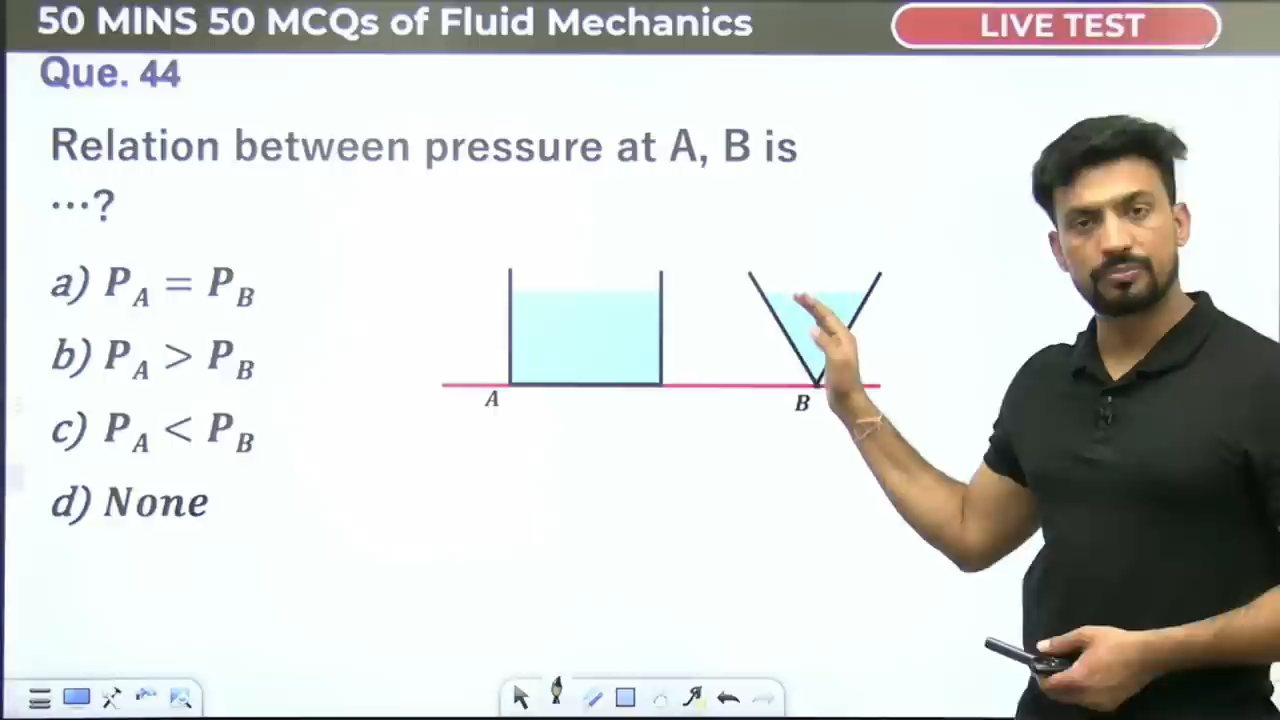 50 MINS 50 MCQs of Fluid Mechanics
LIVE TEST
Que. 44
Relation between pressure at A, B is
...?
a) P_A = P_B
b) P_A > P_B
c) P_A < P_B
d) None
A
B